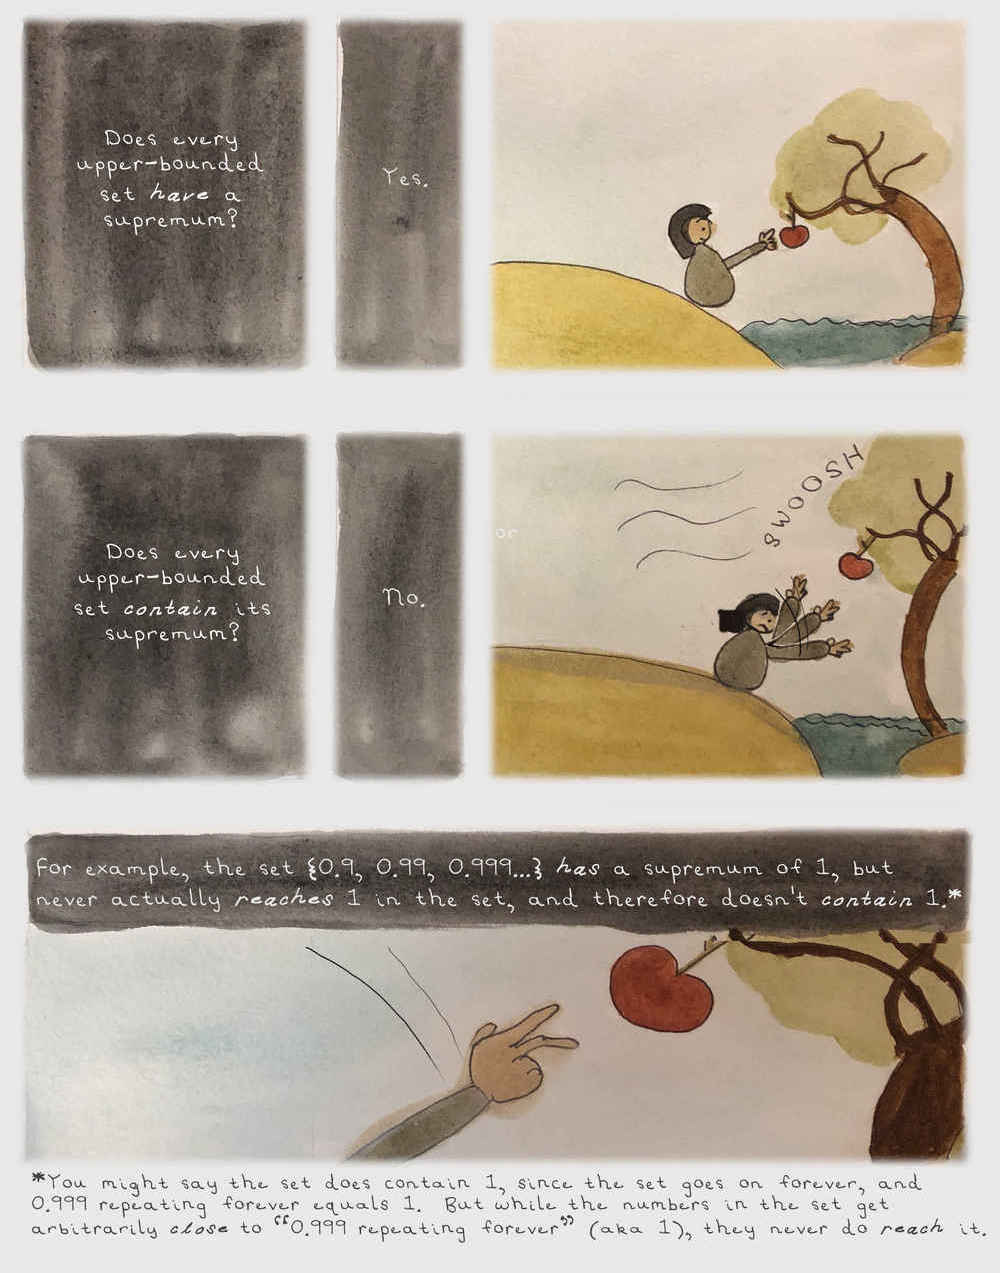 Does every
upper-bounded
set have a
supremum?
Yes.
Does every
upper-bounded
set contain its
supremum?
No.
or
SWOOSH
For example, the set {0.9, 0.99, 0.999...} has a supremum of 1, but
never actually reaches 1 in the set, and therefore doesn't contain 1.*
*You might say the set does contain 1, since the set goes on forever, and
0.999 repeating forever equals 1. But while the numbers in the set get
arbitrarily close to “0.999 repeating forever” (aka 1), they never do reach it.